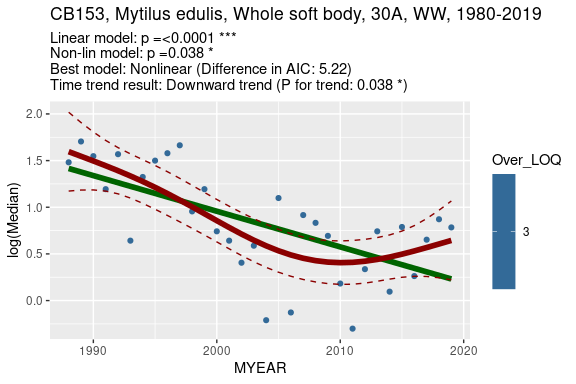 CB153, Mytilus edulis, Whole soft body, 30A, WW, 1980-2019
Linear model: p =<0.0001 ***
Non-lin model: p =0.038 *
Best model: Nonlinear (Difference in AIC: 5.22)
Time trend result: Downward trend (P for trend: 0.038 *)
2.0
1.5
1.0
0.5
0.0
log(Median)
1990
2000
2010
2020
MYEAR
Over_LOQ
3